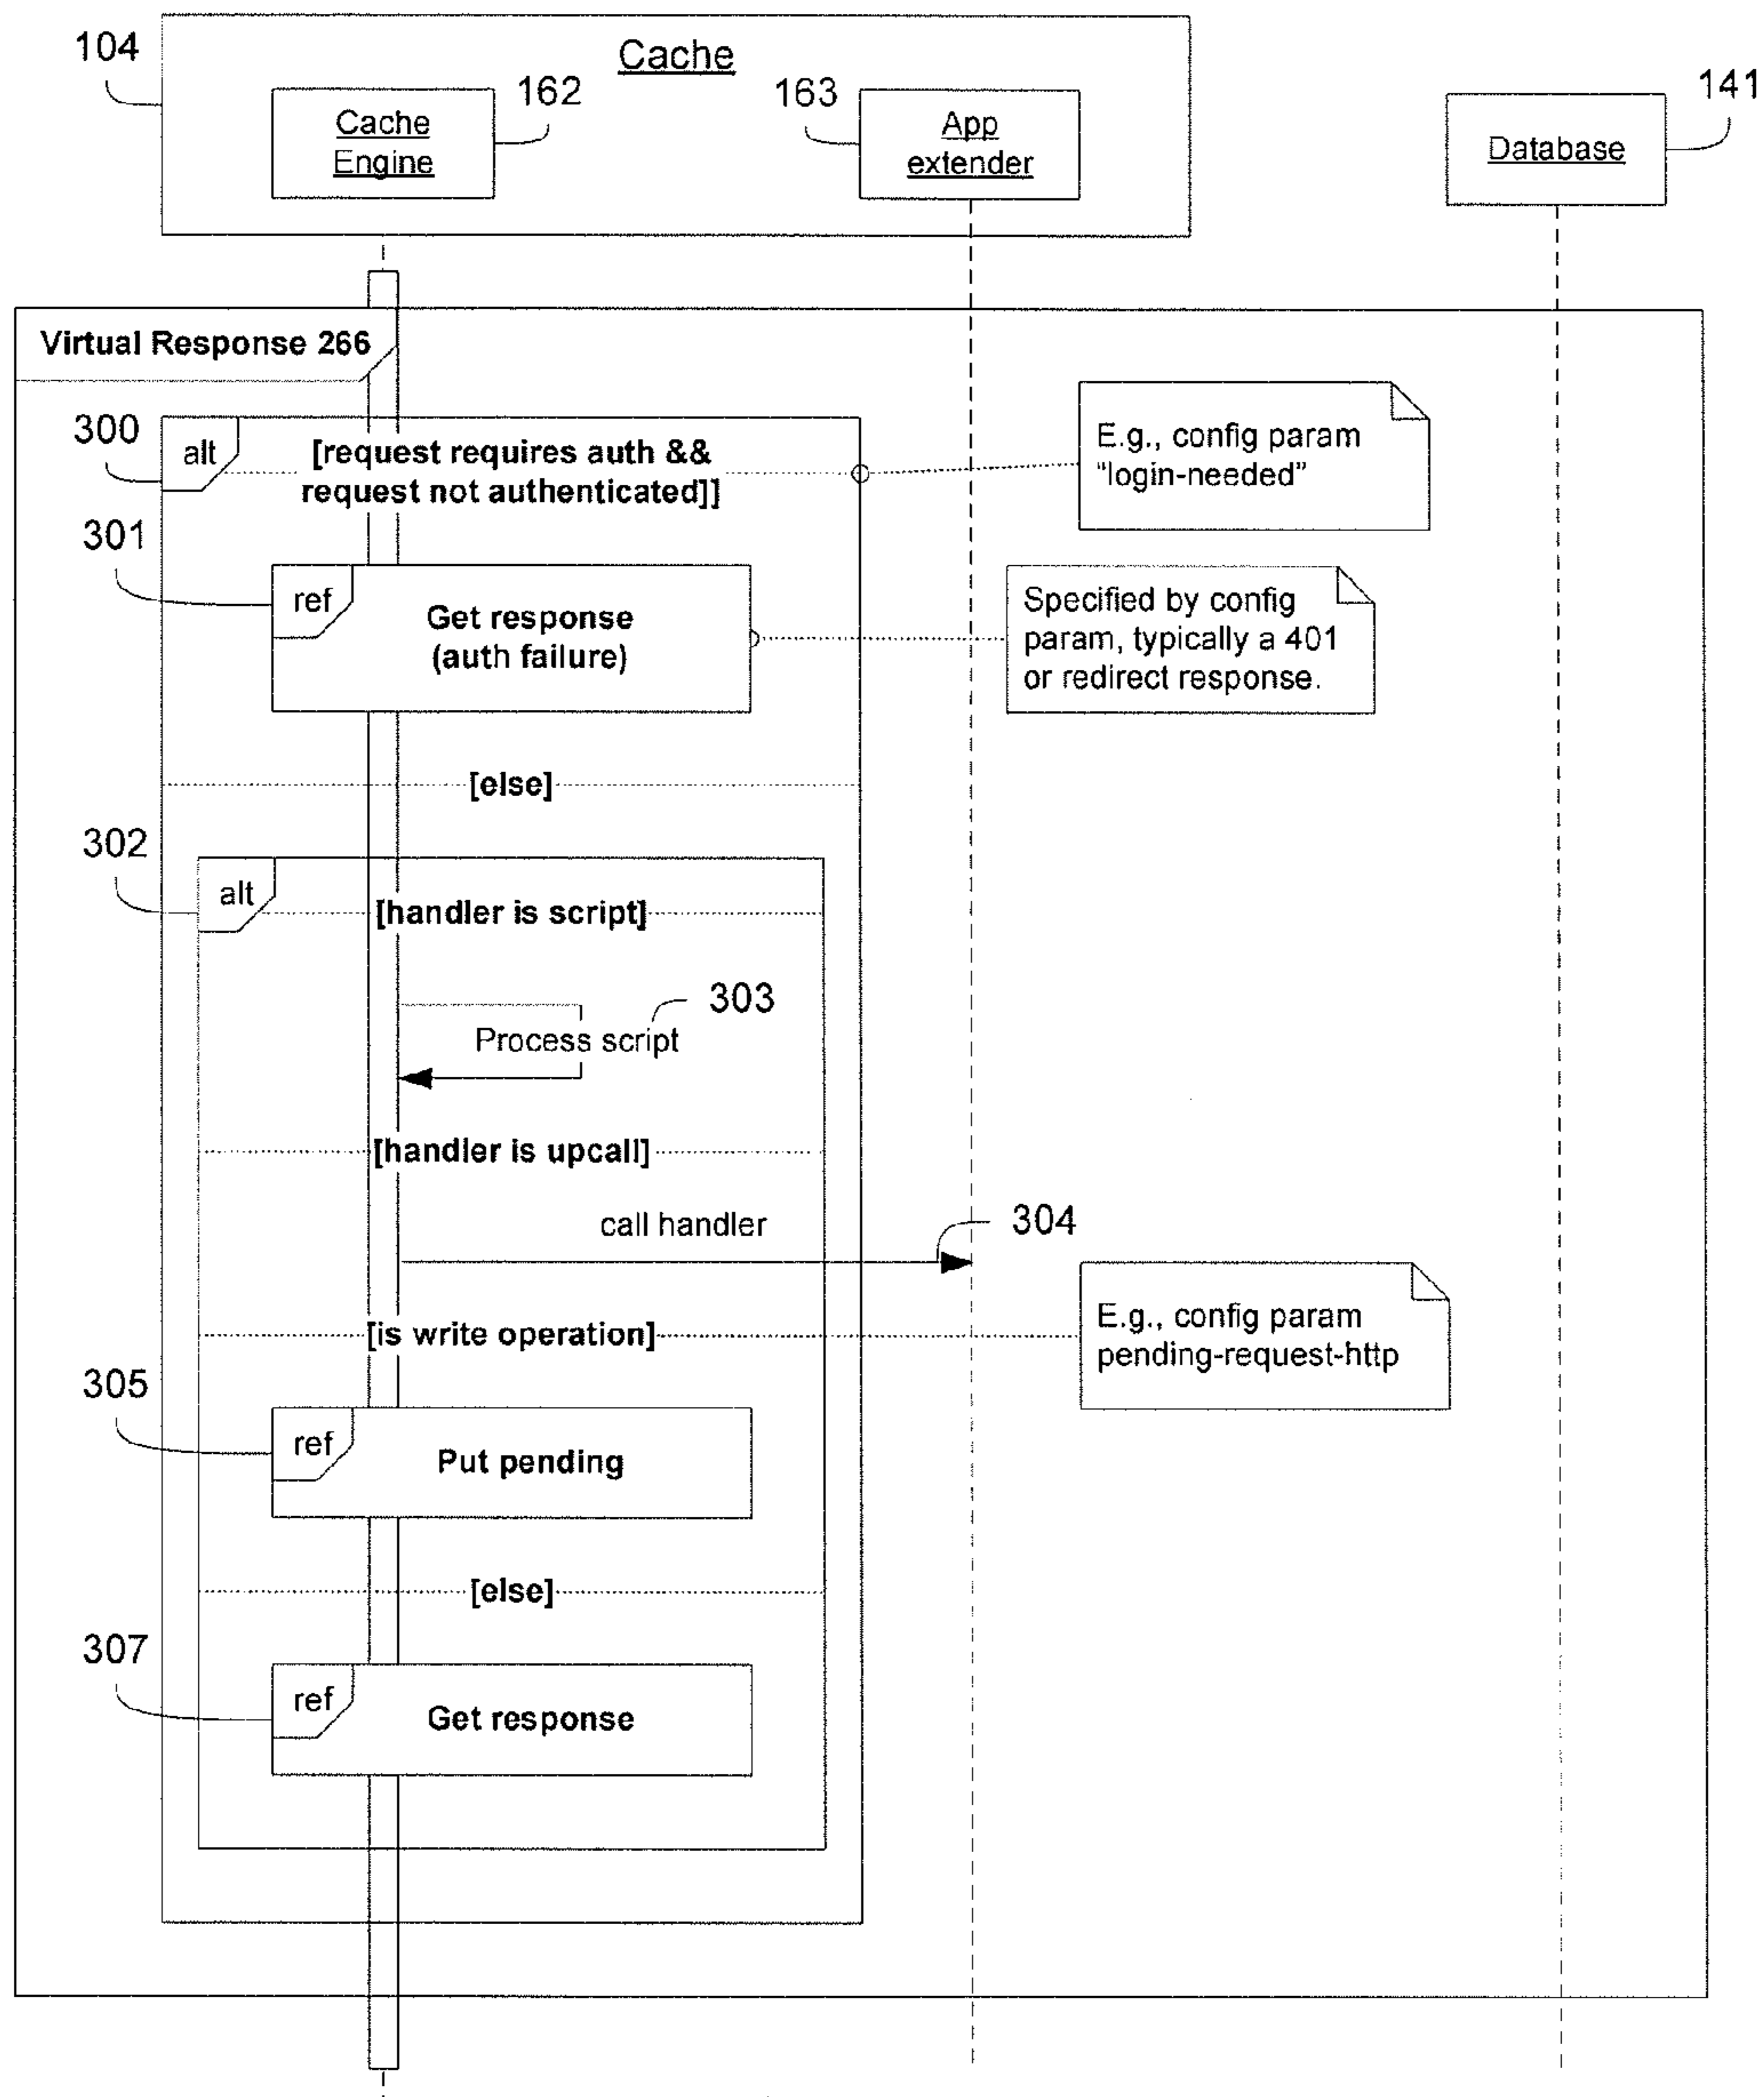 104
Cache
162
163
141
Cache
Engine
App
extender
Database
Virtual Response 266
300
alt
[request requires auth &&
request not authenticated]]
E.g., config param
“login-needed”
301
ref
Get response
(auth failure)
Specified by config
param, typically a 401
or redirect response.
[else]
302
alt
[handler is script]
303
Process script
[handler is upcall]
call handler
304
[is write operation]
E.g., config param
pending-request-http
305
ref
Put pending
[else]
307
ref
Get response